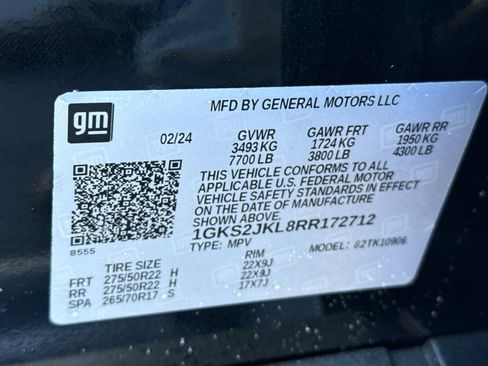 gm
MFD BY GENERAL MOTORS LLC
02/24 GVWR GAWR FRT GAWR RR
3493 KG 1724 KG 1950 KG
7700 LB 3800 LB 4300 LB
THIS VEHICLE CONFORMS TO ALL
APPLICABLE U.S. FEDERAL MOTOR
VEHICLE SAFETY STANDARDS IN EFFECT
ON THE DATE OF MANUFACTURE
SHOWN ABOVE.
1GKS2JKL8RR172712
8555 TYPE: MPV MODEL: 82TK10906
TIRE SIZE RIM
FRT 275/50R22 H 22X9J
RR 275/50R22 H 22X9J
SPA 265/70R17 S 17X7J